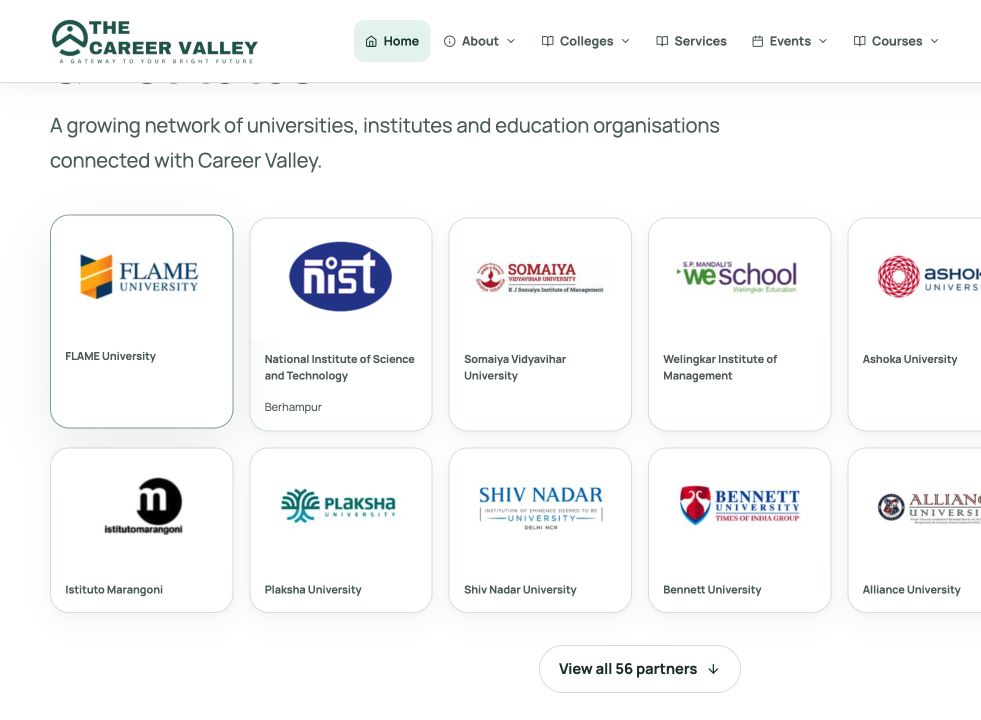 THE
CAREER VALLEY
A GATEWAY TO YOUR BRIGHT FUTURE
Home
About
Colleges
Services
Events
Courses
A growing network of universities, institutes and education organisations
connected with Career Valley.
FLAME
UNIVERSITY
FLAME University
nist
National Institute of Science
and Technology
Berhampur
SOMAIYA
VIDYAVIHAR UNIVERSITY
K J Somaiya Institute of Management
Somaiya Vidyavihar
University
S.P. MANDALI'S
weschool
Welingkar Education
Welingkar Institute of
Management
Ashoka University
m
istitutomarangoni
Istituto Marangoni
PLAKSHA
UNIVERSITY
Plaksha University
SHIV NADAR
INSTITUTION OF EMINENCE DEEMED TO BE
UNIVERSITY
DELHI NCR
Shiv Nadar University
BENNETT
UNIVERSITY
TIMES OF INDIA GROUP
Bennett University
Alliance University
View all 56 partners